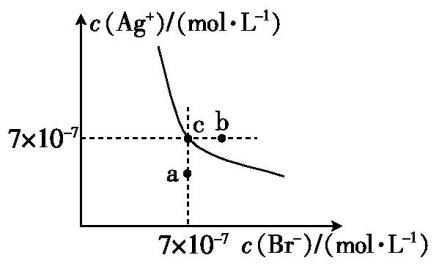 c(Ag⁺)/(mol·L⁻¹)
7×10⁻⁷
c b
a
7×10⁻⁷ c(Br⁻)/(mol·L⁻¹)